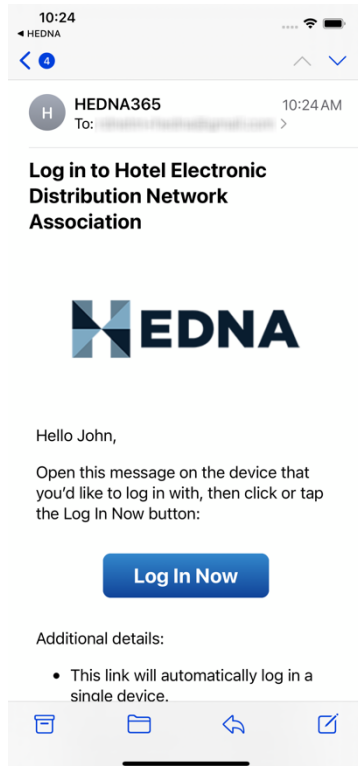 10:24
◀ HEDNA
4
H
HEDNA365
10:24 AM
To:
Log in to Hotel Electronic
Distribution Network
Association
HEDNA
Hello John,
Open this message on the device that
you'd like to log in with, then click or tap
the Log In Now button:
Log In Now
Additional details:
• This link will automatically log in a
single device.